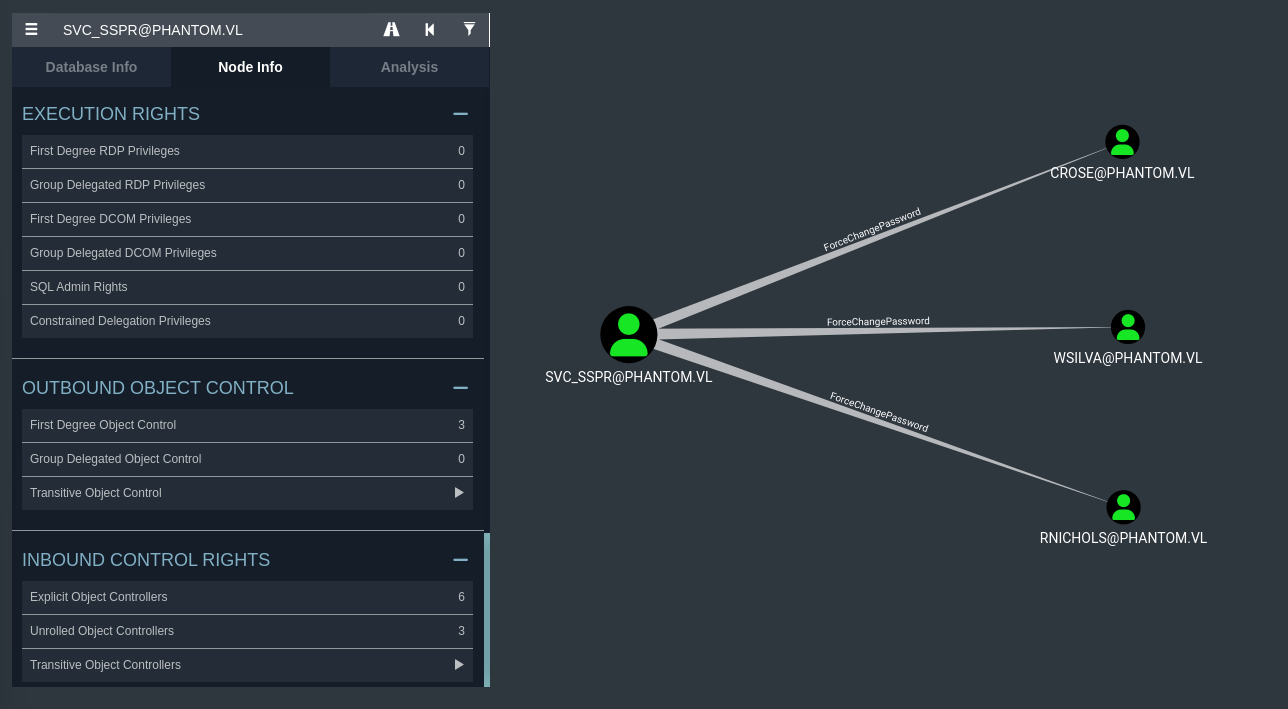 SVC_SSPR@PHANTOM.VL
Database Info
Node Info
Analysis
EXECUTION RIGHTS
First Degree RDP Privileges 0
Group Delegated RDP Privileges 0
First Degree DCOM Privileges 0
Group Delegated DCOM Privileges 0
SQL Admin Rights 0
Constrained Delegation Privileges 0
OUTBOUND OBJECT CONTROL
First Degree Object Control 3
Group Delegated Object Control 0
Transitive Object Control
INBOUND CONTROL RIGHTS
Explicit Object Controllers 6
Unrolled Object Controllers 3
Transitive Object Controllers
CROSE@PHANTOM.VL
ForceChangePassword
ForceChangePassword
WSILVA@PHANTOM.VL
SVC_SSPR@PHANTOM.VL
ForceChangePassword
RNICHOLS@PHANTOM.VL